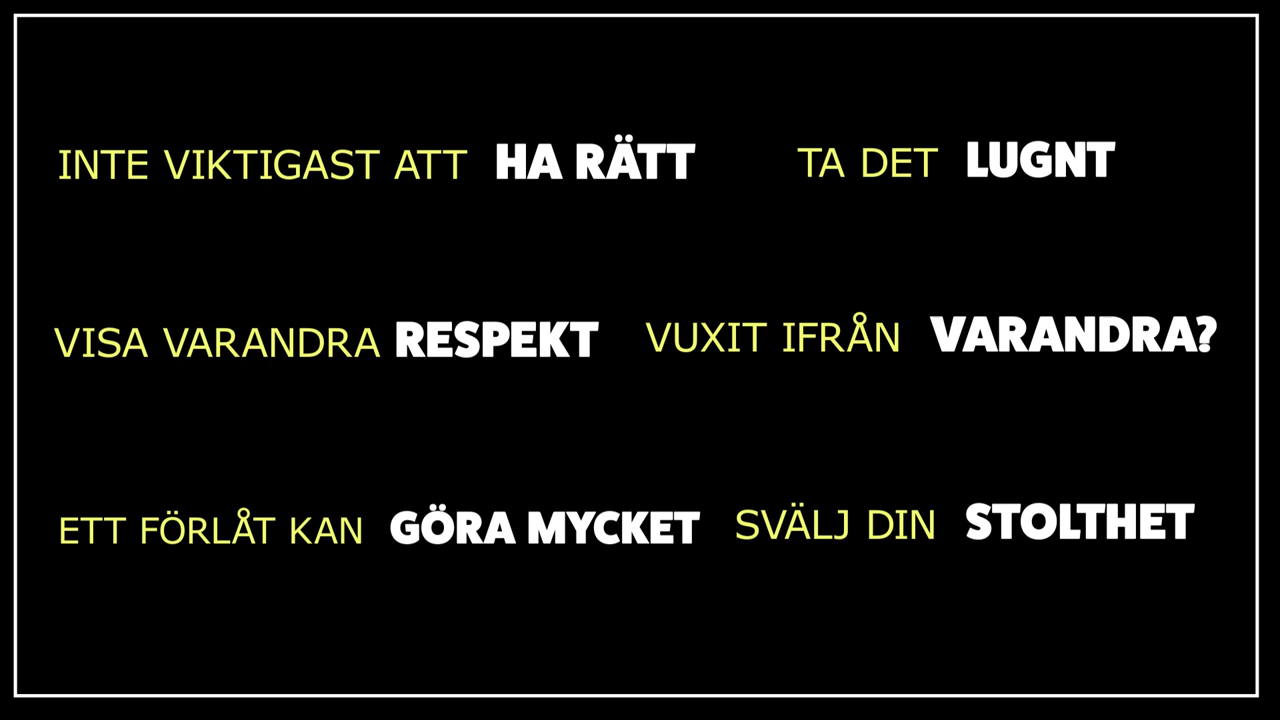 INTE VIKTIGAST ATT HA RÄTT
TA DET LUGNT
VISA VARANDRA RESPEKT
VUXIT IFRÅN VARANDRA?
ETT FÖRLÅT KAN GÖRA MYCKET
SVÄLJ DIN STOLTHET